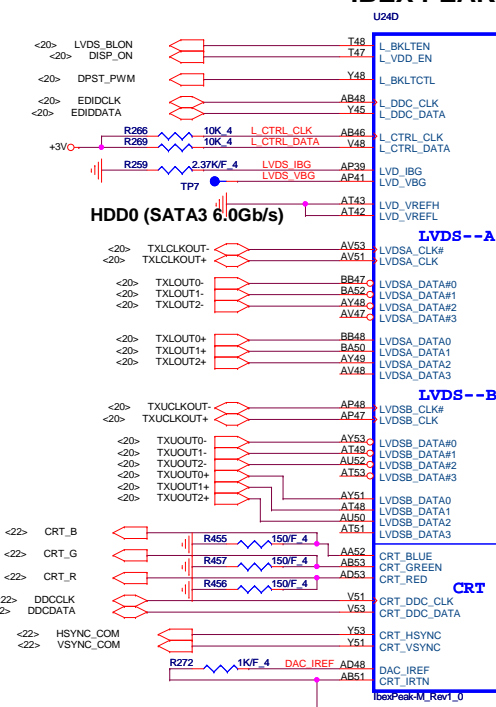 U24D
<20> LVDS_BLON T48 L_BKLTEN
<20> DISP_ON T47 L_VDD_EN
<20> DPST_PWM Y48 L_BKLTCTL
<20> EDIDCLK AB48 L_DDC_CLK
<20> EDIDDATA Y45 L_DDC_DATA
R266 10K_4 L_CTRL_CLK AB46 L_CTRL_CLK
+3V R269 10K_4 L_CTRL_DATA V48 L_CTRL_DATA
R259 2.37K/F_4 LVDS_IBG AP39 LVD_IBG
TP7 LVDS_VBG AP41 LVD_VBG
AT43 LVD_VREFH
HDD0 (SATA3 6.0Gb/s) AT42 LVD_VREFL
LVDS--A
<20> TXLCLKOUT- AV53 LVDSA_CLK#
<20> TXLCLKOUT+ AV51 LVDSA_CLK
<20> TXLOUT0- BB47 LVDSA_DATA#0
<20> TXLOUT1- BA52 LVDSA_DATA#1
<20> TXLOUT2- AY48 LVDSA_DATA#2
AV47 LVDSA_DATA#3
<20> TXLOUT0+ BB48 LVDSA_DATA0
<20> TXLOUT1+ BA50 LVDSA_DATA1
<20> TXLOUT2+ AY49 LVDSA_DATA2
AV48 LVDSA_DATA3
LVDS--B
<20> TXUCLKOUT- AP48 LVDSB_CLK#
<20> TXUCLKOUT+ AP47 LVDSB_CLK
<20> TXUOUT0- AY53 LVDSB_DATA#0
<20> TXUOUT1- AT49 LVDSB_DATA#1
<20> TXUOUT2- AU52 LVDSB_DATA#2
<20> TXUOUT0+ AT53 LVDSB_DATA#3
<20> TXUOUT1+
<20> TXUOUT2+
AY51 LVDSB_DATA0
AT48 LVDSB_DATA1
AU50 LVDSB_DATA2
AT51 LVDSB_DATA3
<22> CRT_B R455 150/F_4 AA52 CRT_BLUE
<22> CRT_G R457 150/F_4 AB53 CRT_GREEN
<22> CRT_R R456 150/F_4 AD53 CRT_RED
CRT
22> DDCCLK V51 CRT_DDC_CLK
2> DDCDATA V53 CRT_DDC_DATA
<22> HSYNC_COM Y53 CRT_HSYNC
<22> VSYNC_COM Y51 CRT_VSYNC
R272 1K/F_4 DAC_IREF AD48 DAC_IREF
AB51 CRT_IRTN
IbexPeak-M_Rev1_0